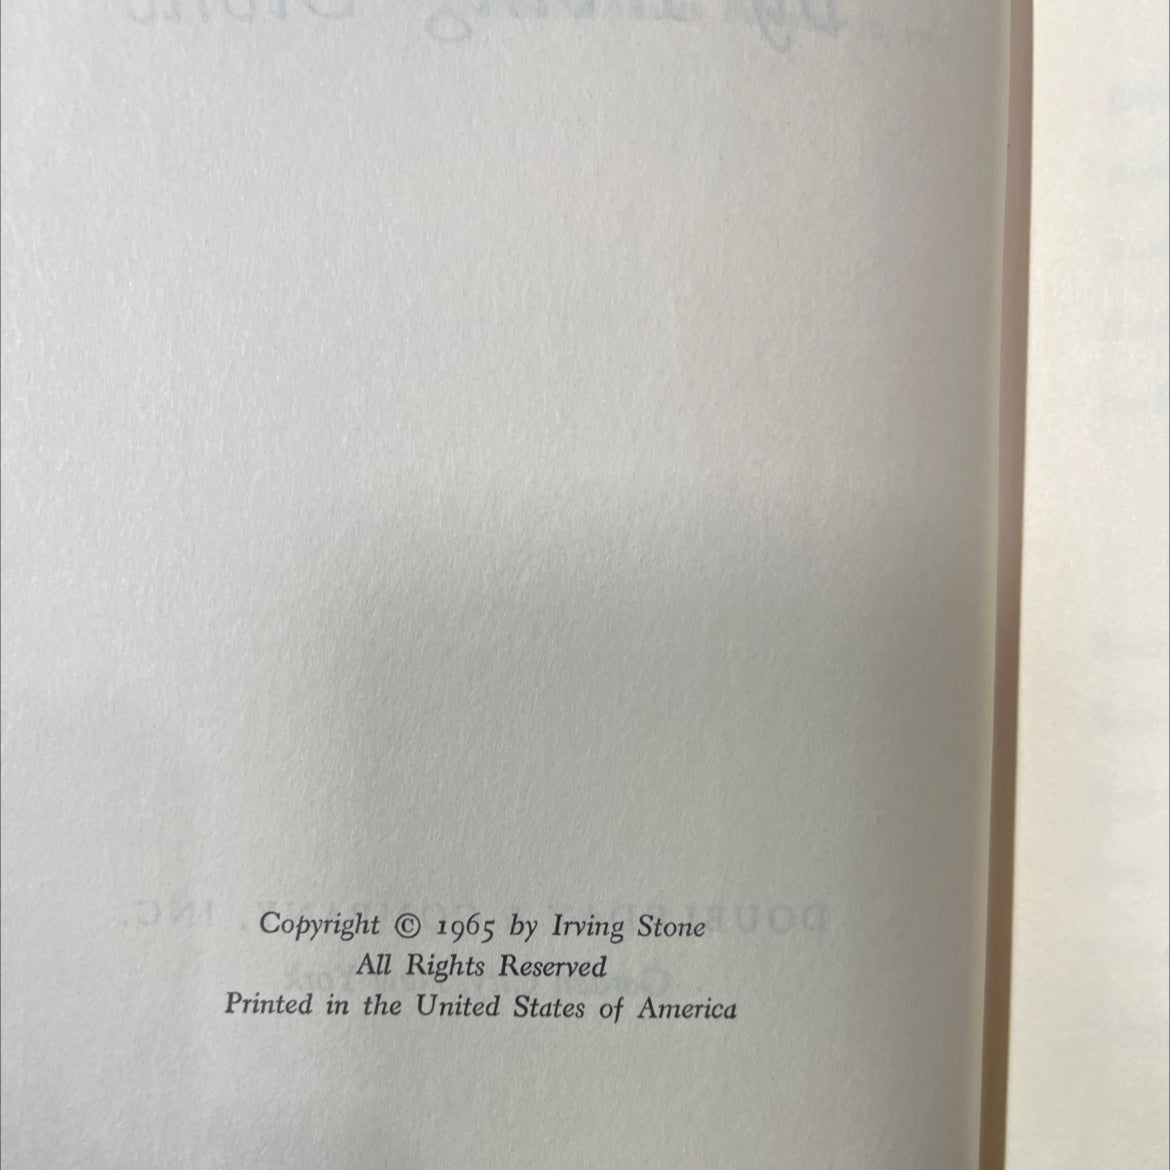 Copyright © 1965 by Irving Stone
All Rights Reserved
Printed in the United States of America